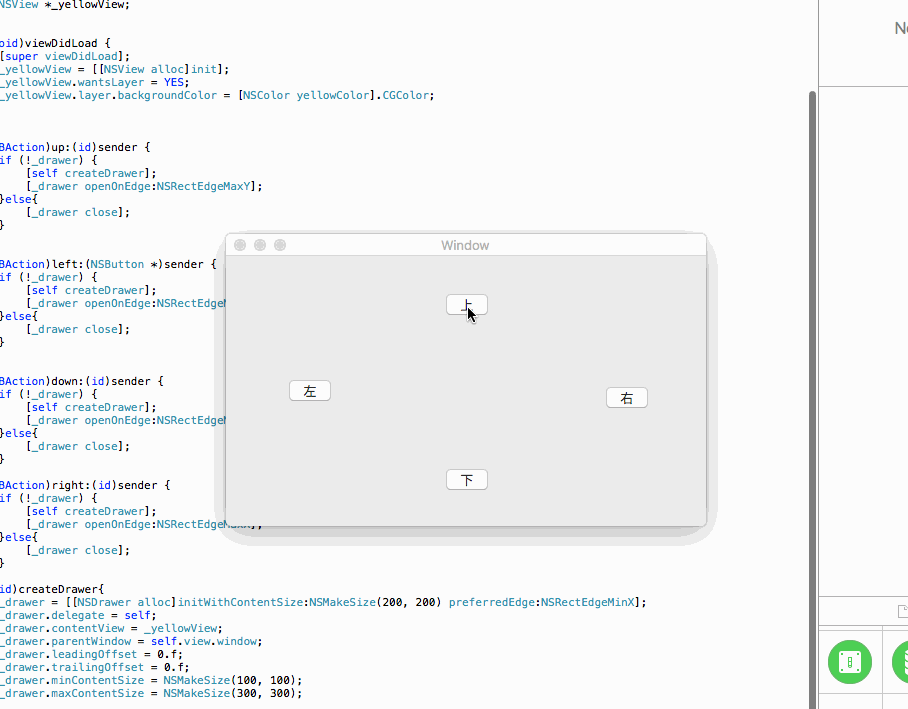 NSView *_yellowView;
oid)viewDidLoad {
[super viewDidLoad];
_yellowView = [[NSView alloc]init];
_yellowView.wantsLayer = YES;
_yellowView.layer.backgroundColor = [NSColor yellowColor].CGColor;
BAction)up:(id)sender {
if (!_drawer) {
[self createDrawer];
[_drawer openOnEdge:NSRectEdgeMaxY];
}else{
[_drawer close];
}
BAction)left:(NSButton *)sender {
if (!_drawer) {
[self createDrawer];
[_drawer openOnEdge:NSRectEdge
}else{
[_drawer close];
}
BAction)down:(id)sender {
if (!_drawer) {
[self createDrawer];
[_drawer openOnEdge:NSRectEdge
}else{
[_drawer close];
}
BAction)right:(id)sender {
if (!_drawer) {
[self createDrawer];
[_drawer openOnEdge:NSRectEdgeMaxX];
}else{
[_drawer close];
}
id)createDrawer{
_drawer = [[NSDrawer alloc]initWithContentSize:NSMakeSize(200, 200) preferredEdge:NSRectEdgeMinX];
_drawer.delegate = self;
_drawer.contentView = _yellowView;
_drawer.parentWindow = self.view.window;
_drawer.leadingOffset = 0.f;
_drawer.trailingOffset = 0.f;
_drawer.minContentSize = NSMakeSize(100, 100);
_drawer.maxContentSize = NSMakeSize(300, 300);
Window
上
左
右
下